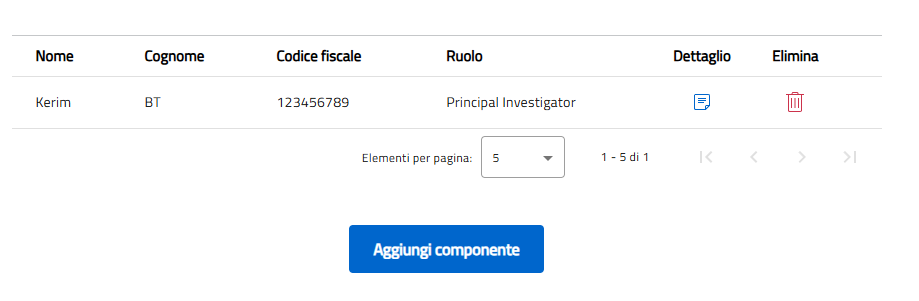 Nome Cognome Codice fiscale Ruolo Dettaglio Elimina
Kerim BT 123456789 Principal Investigator
Elementi per pagina: 5 1 - 5 di 1
Aggiungi componente